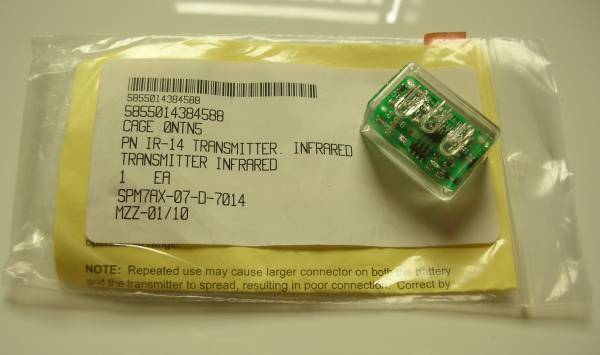 5855014384588
5855014384588
CAGE 0NTN5
PN IR-14 TRANSMITTER. INFRARED
TRANSMITTER INFRARED
1 EA
SPM7AX-07-D-7014
MZZ-01/10
NOTE: Repeated use may cause larger connector on both the battery
and the transmitter to spread, resulting in poor connection. Correct by